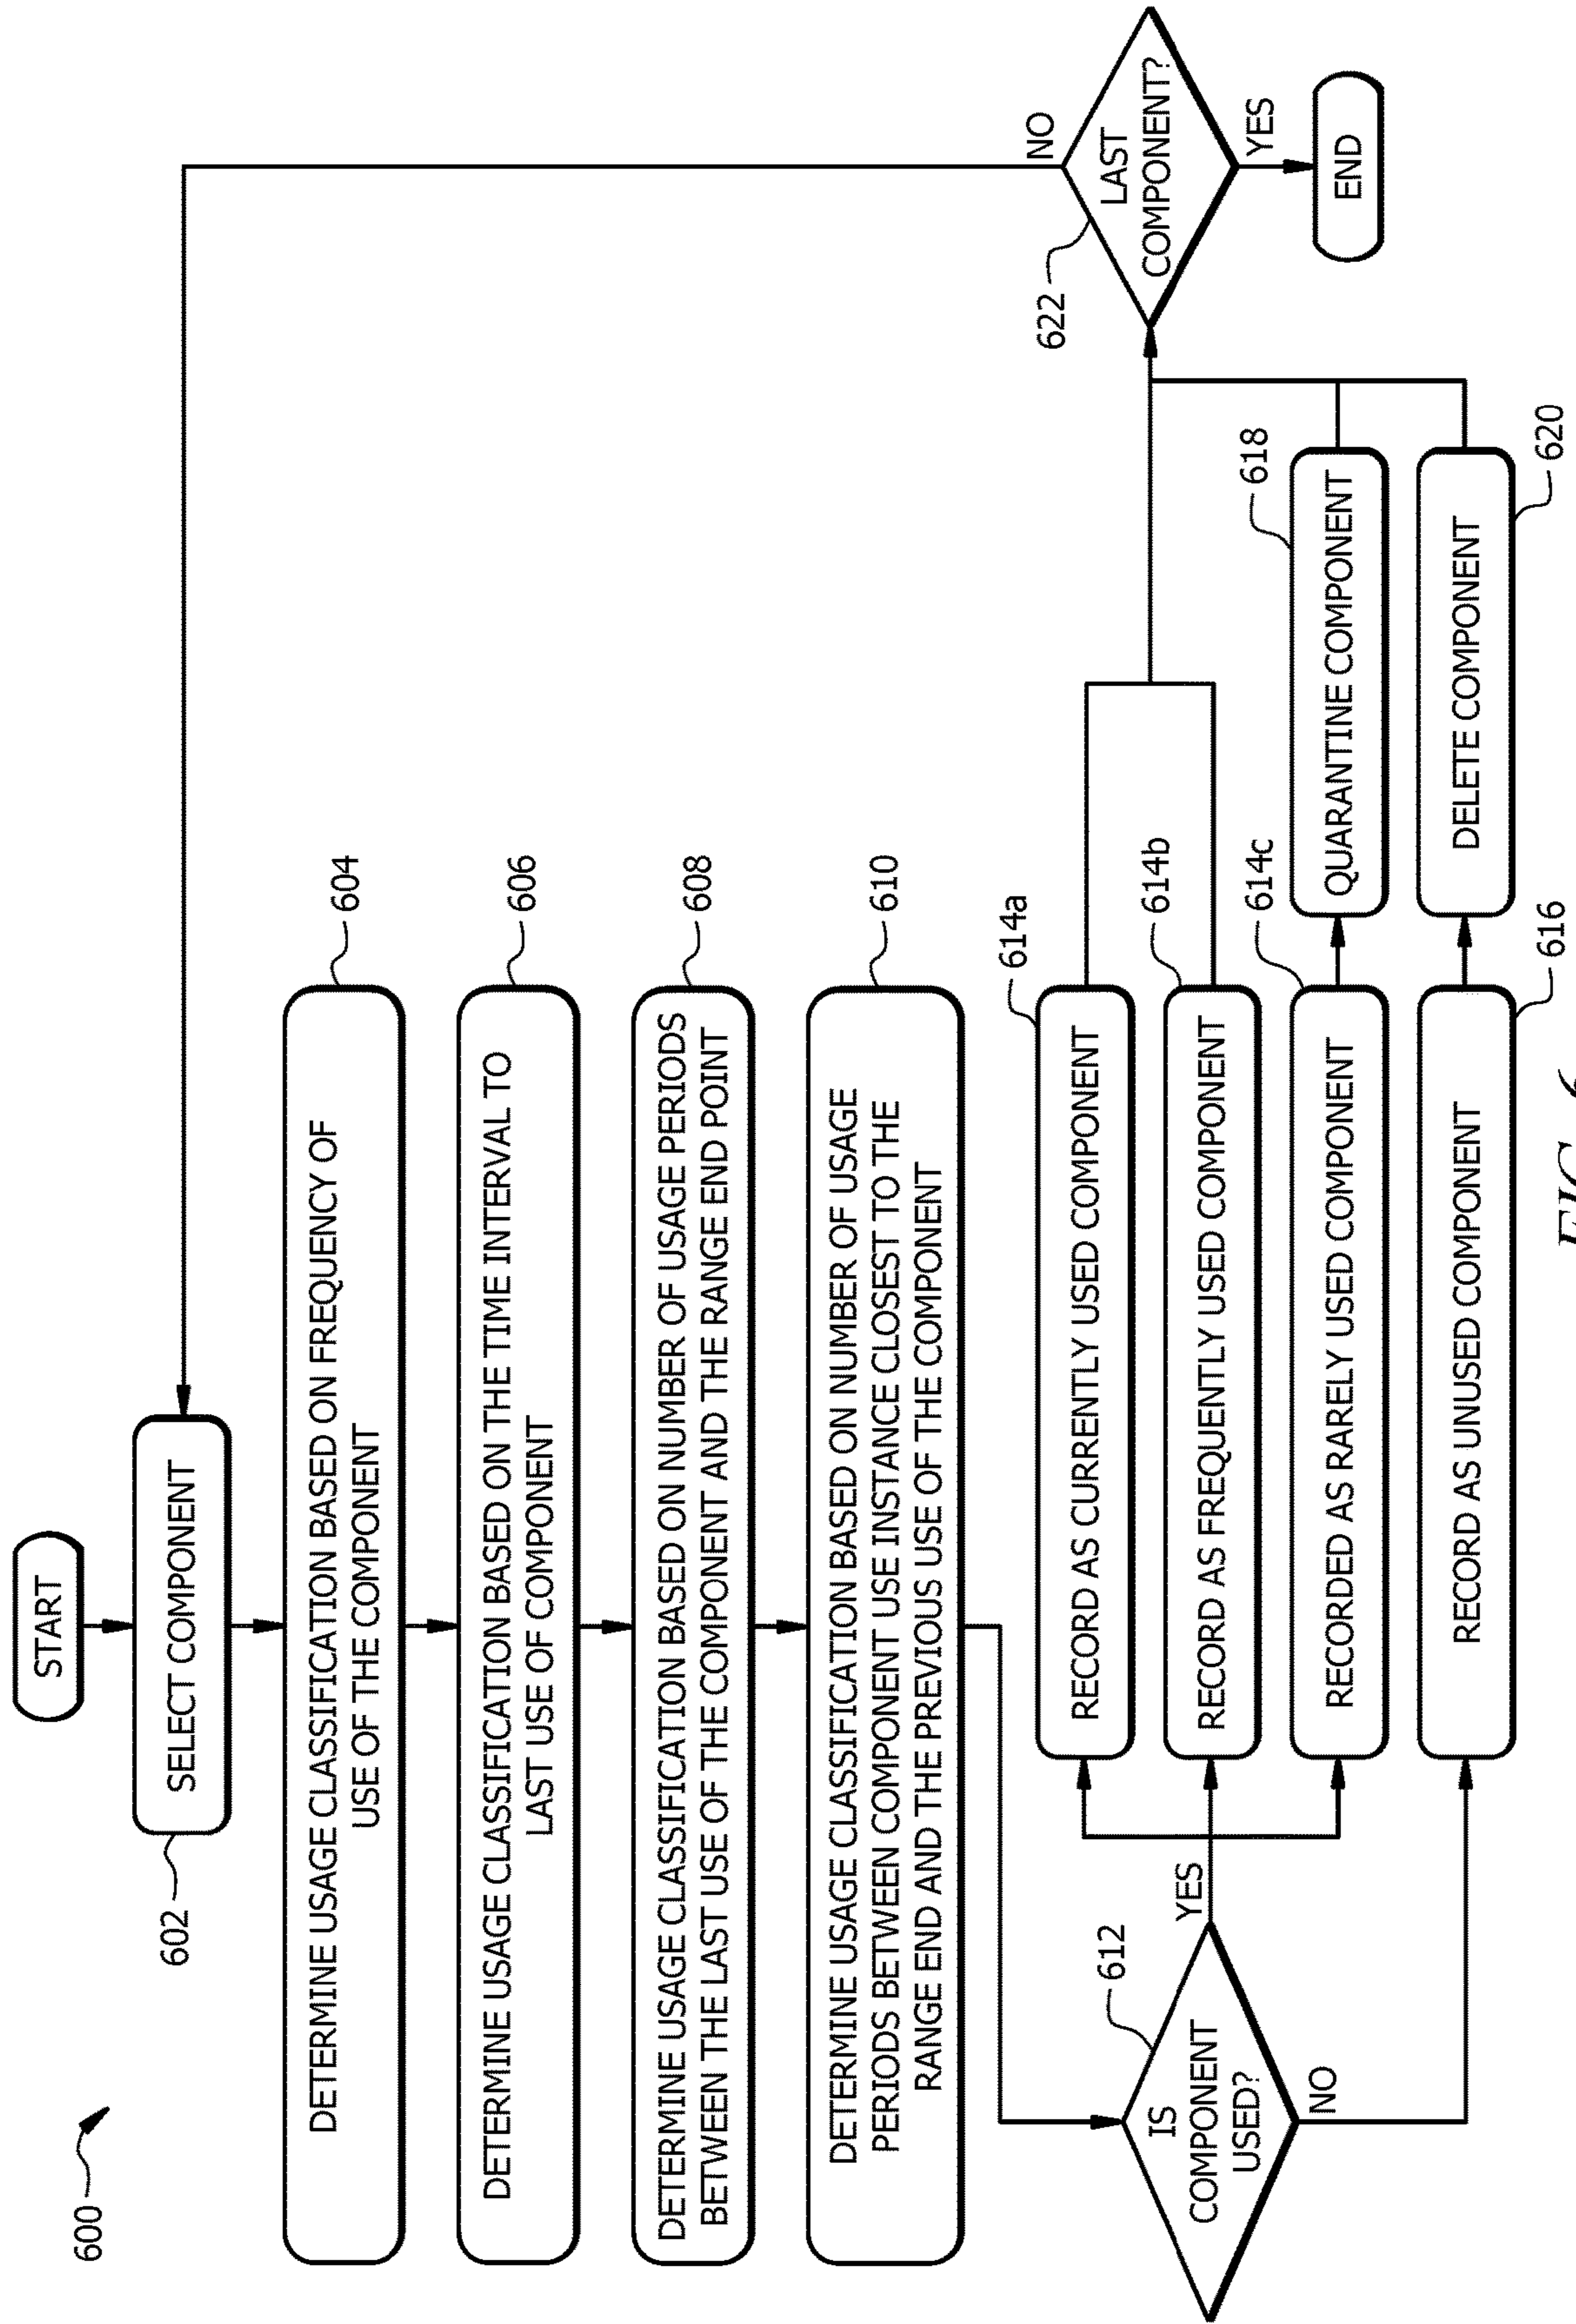 600
START
SELECT COMPONENT
602
DETERMINE USAGE CLASSIFICATION BASED ON FREQUENCY OF
USE OF THE COMPONENT
604
DETERMINE USAGE CLASSIFICATION BASED ON THE TIME INTERVAL TO
LAST USE OF COMPONENT
606
DETERMINE USAGE CLASSIFICATION BASED ON NUMBER OF USAGE PERIODS
BETWEEN THE LAST USE OF THE COMPONENT AND THE RANGE END POINT
608
DETERMINE USAGE CLASSIFICATION BASED ON NUMBER OF USAGE
PERIODS BETWEEN COMPONENT USE INSTANCE CLOSEST TO THE
RANGE END AND THE PREVIOUS USE OF THE COMPONENT
610
IS
COMPONENT
USED?
612
YES
NO
RECORD AS CURRENTLY USED COMPONENT
614a
RECORD AS FREQUENTLY USED COMPONENT
614b
RECORDED AS RARELY USED COMPONENT
614c
RECORD AS UNUSED COMPONENT
616
QUARANTINE COMPONENT
618
DELETE COMPONENT
620
LAST
COMPONENT?
622
NO
YES
END
FIG. 6